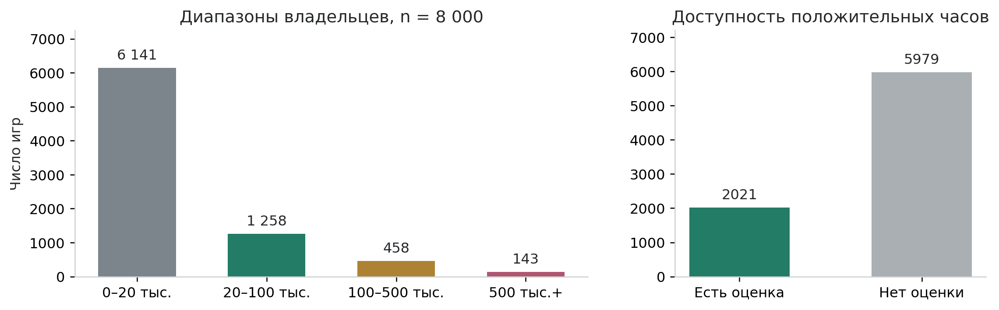 Диапазоны владельцев, n = 8 000
Число игр
7000
6000
5000
4000
3000
2000
1000
0
6 141
1 258
458
143
0–20 тыс.
20–100 тыс.
100–500 тыс.
500 тыс.+
Доступность положительных часов
7000
6000
5000
4000
3000
2000
1000
0
2021
5979
Есть оценка
Нет оценки